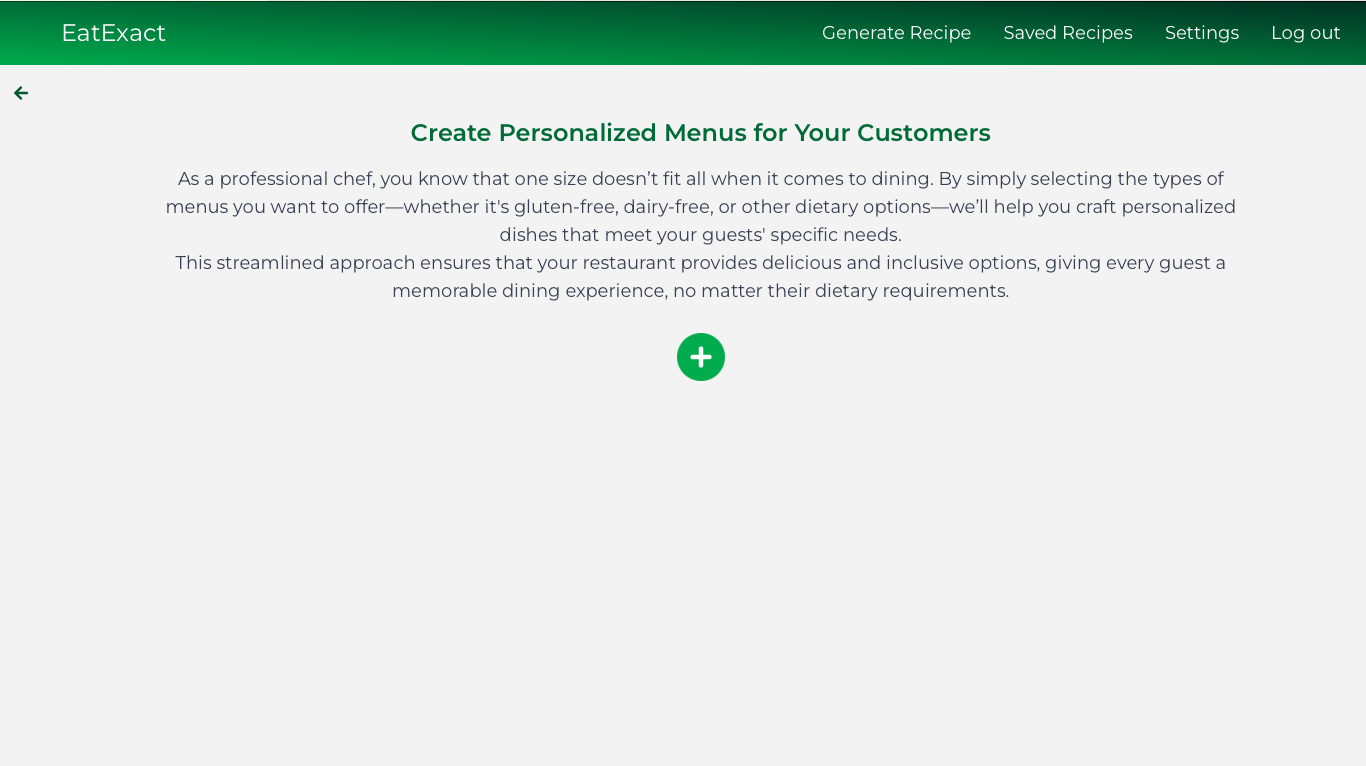 EatExact
Generate Recipe
Saved Recipes
Settings
Log out
Create Personalized Menus for Your Customers
As a professional chef, you know that one size doesn’t fit all when it comes to dining. By simply selecting the types of
menus you want to offer—whether it's gluten-free, dairy-free, or other dietary options—we’ll help you craft personalized
dishes that meet your guests' specific needs.
This streamlined approach ensures that your restaurant provides delicious and inclusive options, giving every guest a
memorable dining experience, no matter their dietary requirements.